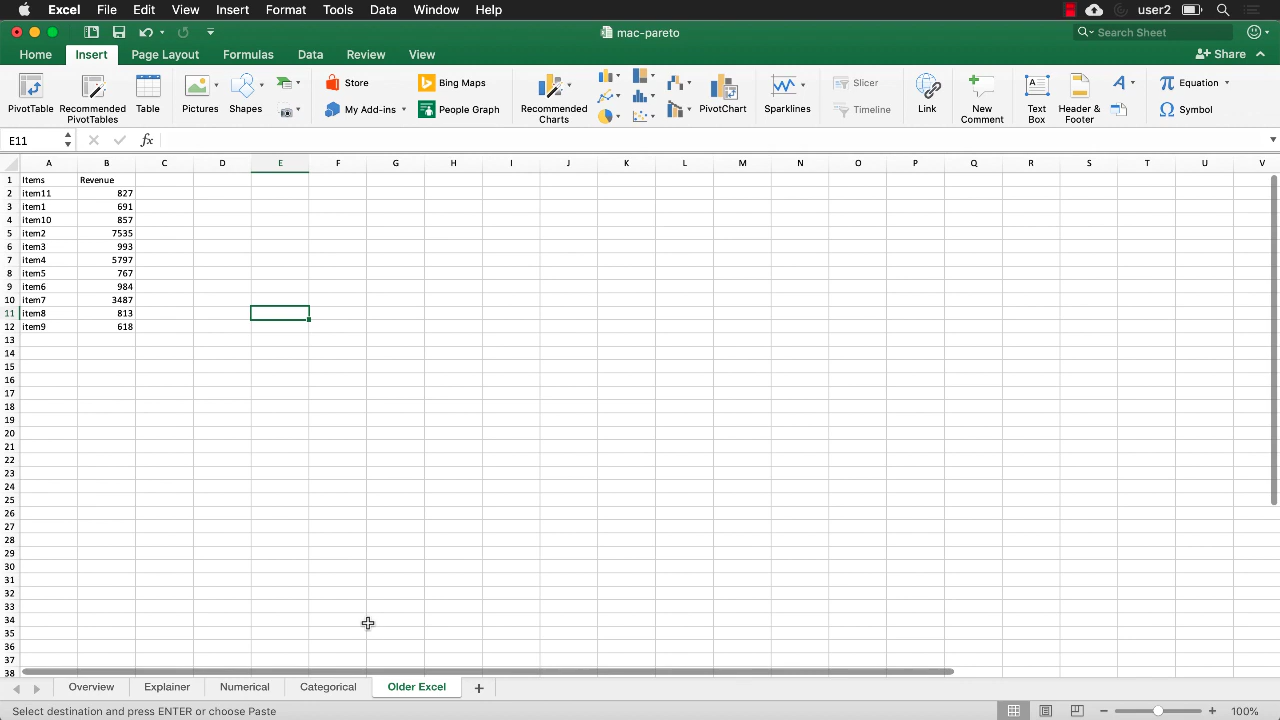 Excel File Edit View Insert Format Tools Data Window Help user2
mac-pareto
Search Sheet
Home Insert Page Layout Formulas Data Review View Share
PivotTable
Recommended PivotTables
Table
Pictures
Shapes
Store
My Add-ins
Bing Maps
People Graph
Recommended Charts
PivotChart
Sparklines
Slicer
Timeline
Link
New Comment
Text Box
Header & Footer
Equation
Symbol
E11 fx
A B C D E F G H I J K L M N O P Q R S T U V
1 Items Revenue
2 item11 827
3 item1 691
4 item10 857
5 item2 7535
6 item3 993
7 item4 5797
8 item5 767
9 item6 984
10 item7 3487
11 item8 813
12 item9 618
13
14
15
16
17
18
19
20
21
22
23
24
25
26
27
28
29
30
31
32
33
34
35
36
37
38
Overview Explainer Numerical Categorical Older Excel +
Select destination and press ENTER or choose Paste 100%